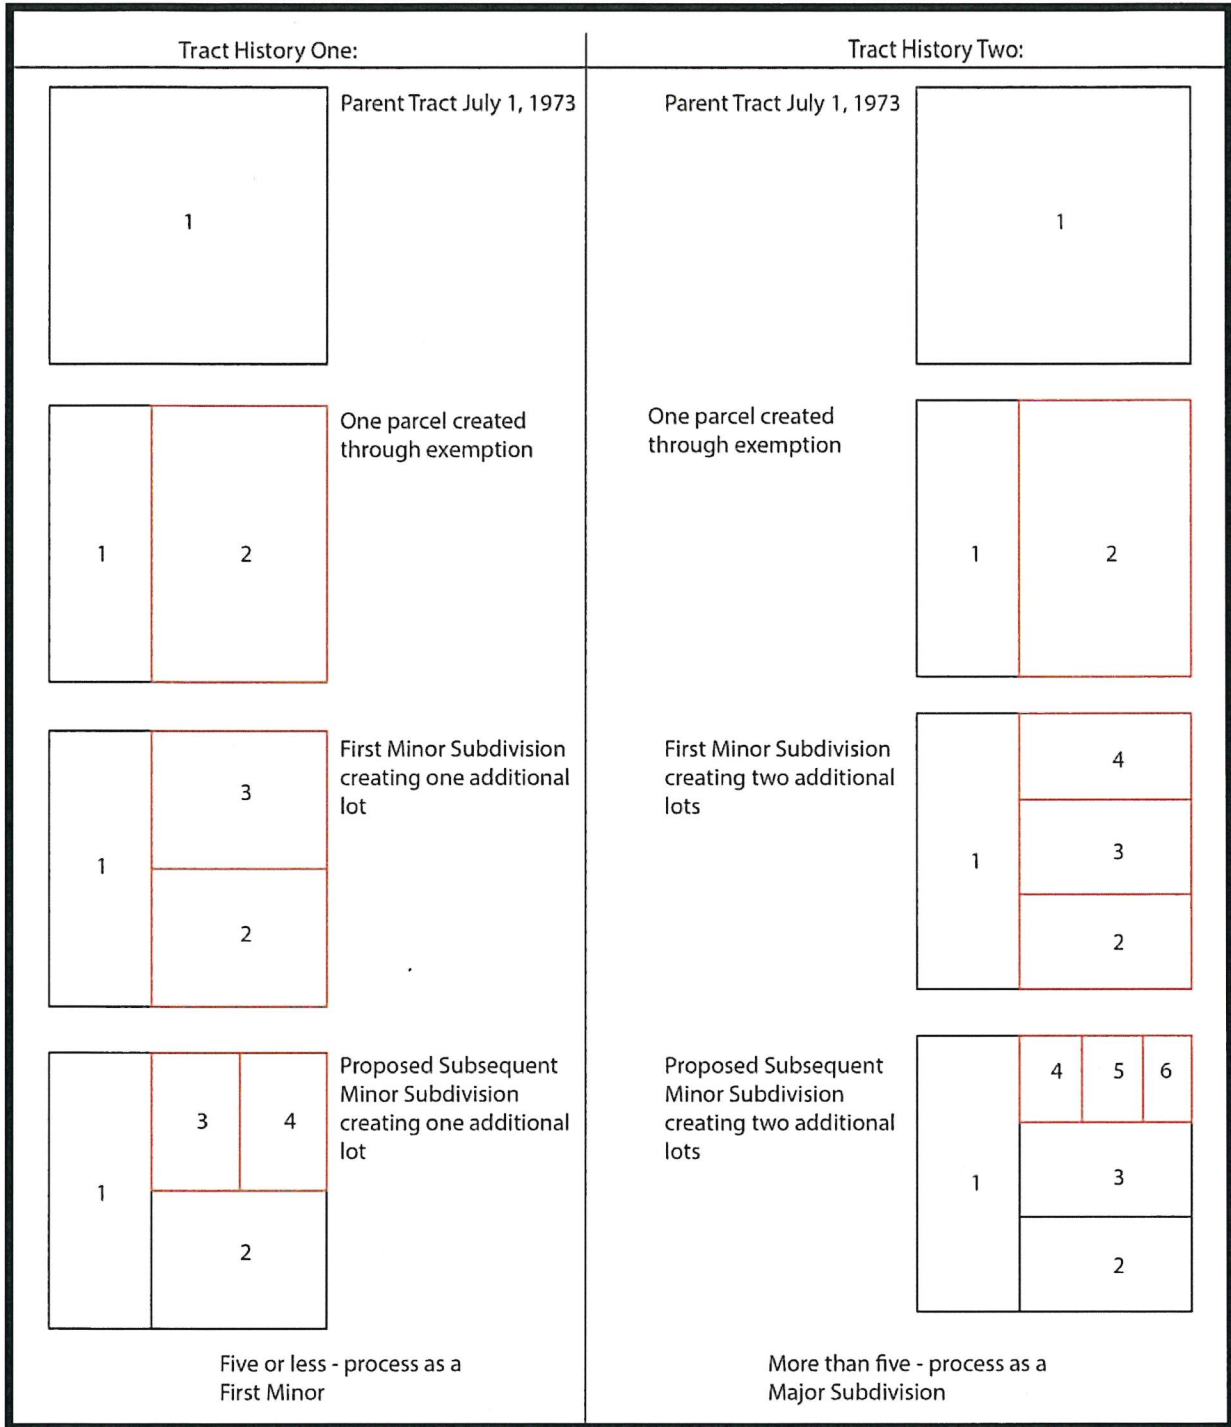 Tract History One:
Parent Tract July 1, 1973
1
One parcel created
through exemption
1
2
First Minor Subdivision
creating one additional
lot
3
1
2
Proposed Subsequent
Minor Subdivision
creating one additional
lot
3
4
1
2
Five or less - process as a
First Minor
Tract History Two:
Parent Tract July 1, 1973
1
One parcel created
through exemption
1
2
First Minor Subdivision
creating two additional
lots
4
3
1
2
Proposed Subsequent
Minor Subdivision
creating two additional
lots
4
5
6
3
1
2
More than five - process as a
Major Subdivision